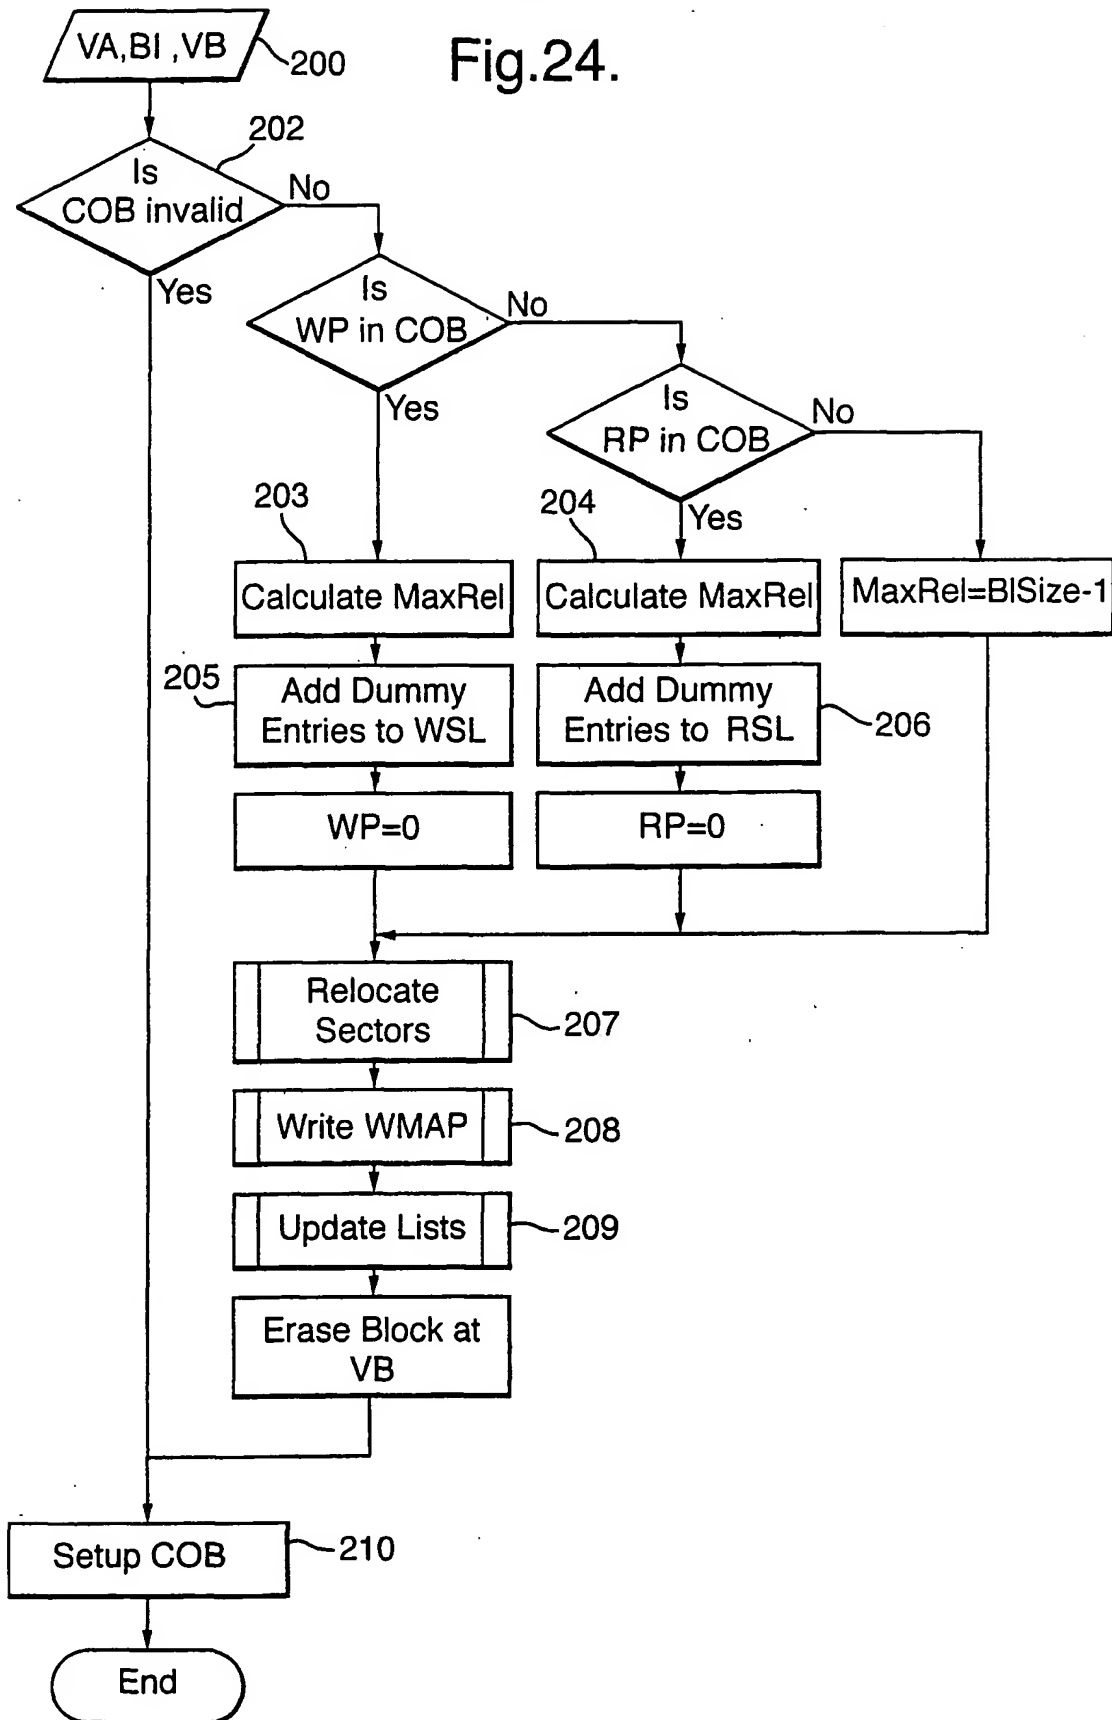 Fig.24.
VA,BI ,VB
200
202
Is
COB invalid
No
Yes
Is
WP in COB
No
Yes
Is
RP in COB
No
Yes
203
204
Calculate MaxRel
Calculate MaxRel
MaxRel=BlSize-1
205
Add Dummy
Entries to WSL
Add Dummy
Entries to RSL
206
WP=0
RP=0
Relocate
Sectors
207
Write WMAP
208
Update Lists
209
Erase Block at
VB
Setup COB
210
End